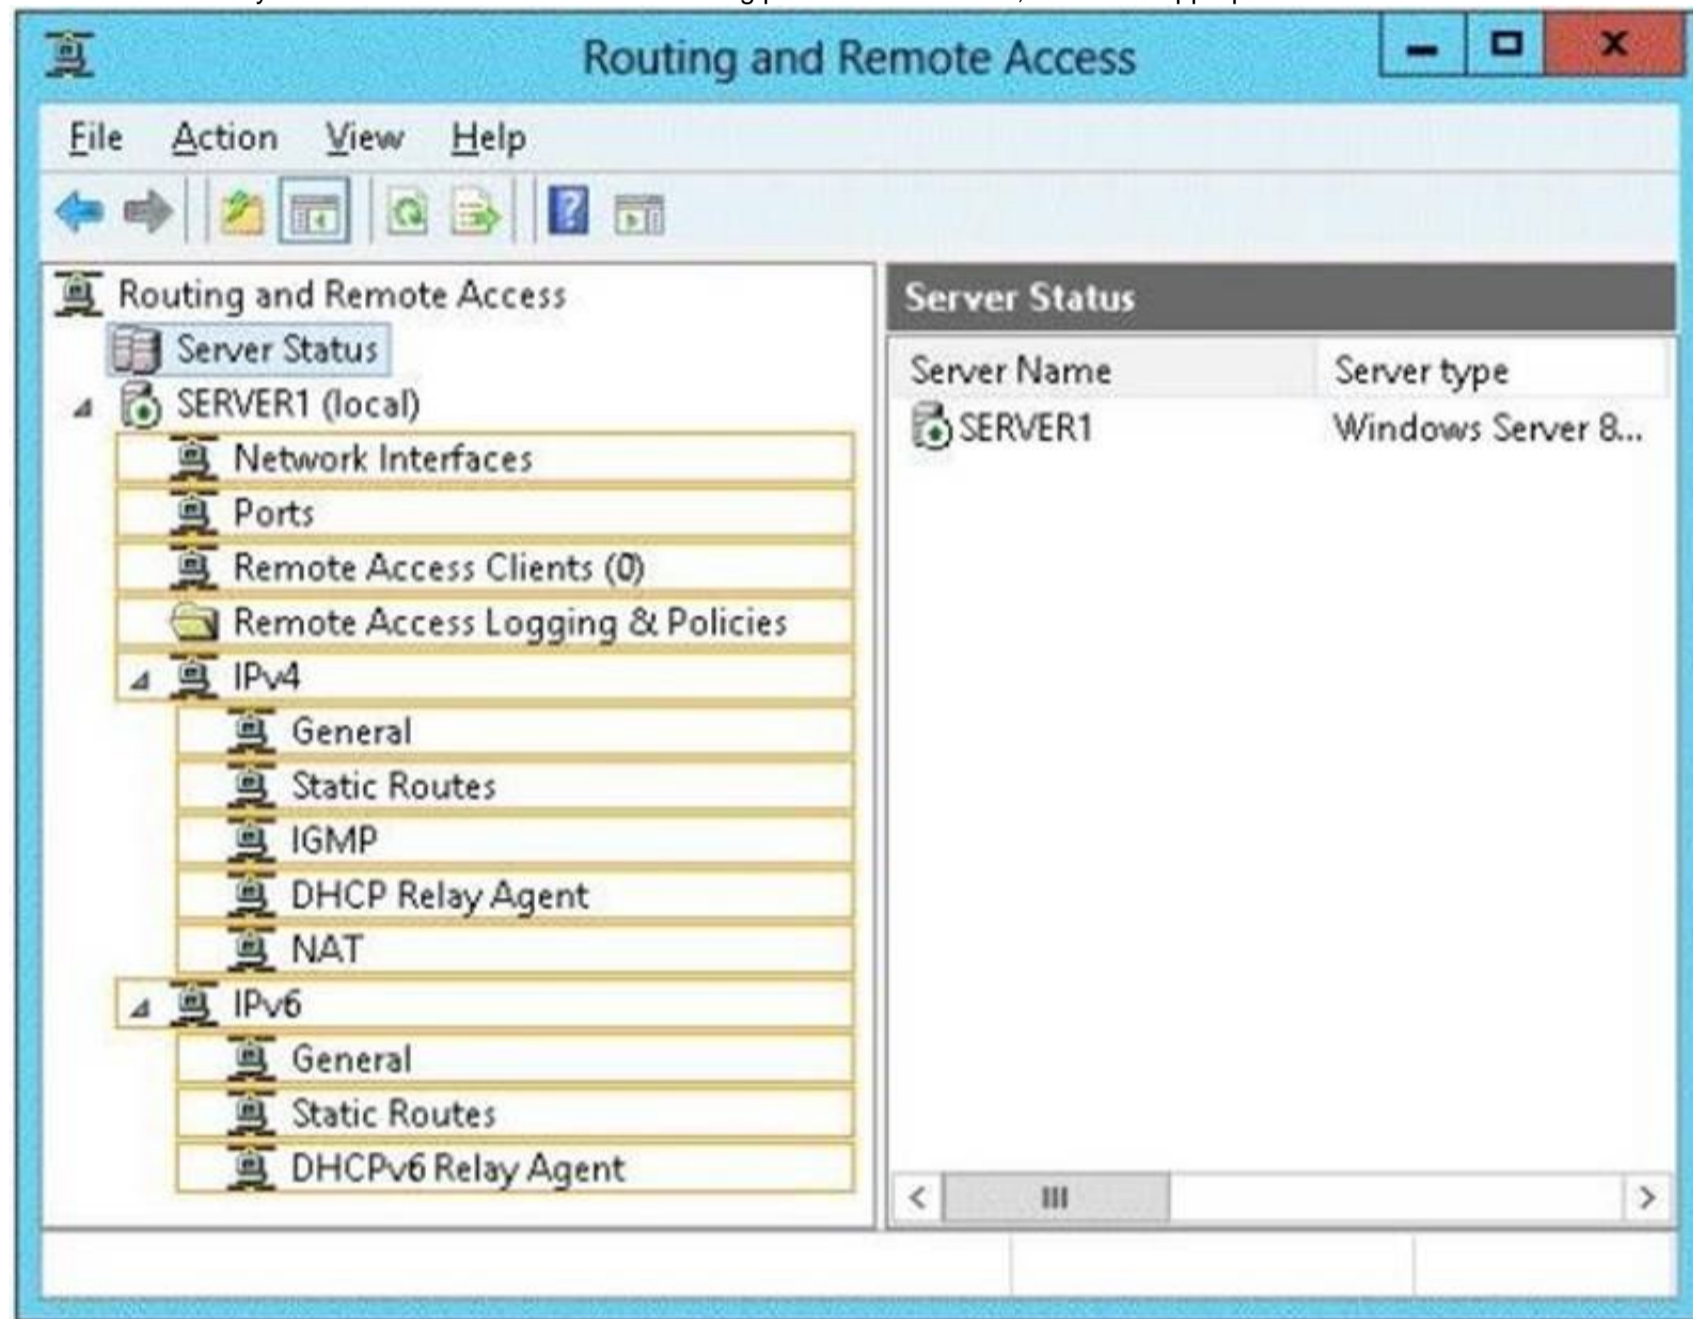 Routing and Remote Access
File Action View Help
Routing and Remote Access
Server Status
SERVER1 (local)
Network Interfaces
Ports
Remote Access Clients (0)
Remote Access Logging & Policies
IPv4
General
Static Routes
IGMP
DHCP Relay Agent
NAT
IPv6
General
Static Routes
DHCPv6 Relay Agent
Server Status
Server Name Server type
SERVER1 Windows Server 8...